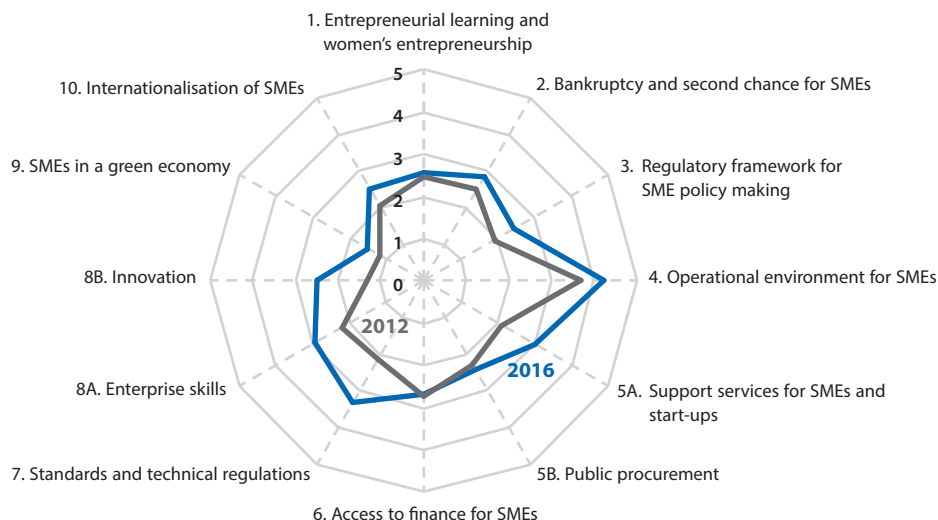 1. Entrepreneurial learning and
women's entrepreneurship
5
10. Internationalisation of SMEs
2. Bankruptcy and second chance for SMEs
4
9. SMEs in a green economy
3
3. Regulatory framework for
SME policy making
2
1
8B. Innovation
0
4. Operational environment for SMEs
2012
2016
8A. Enterprise skills
5A. Support services for SMEs and
start-ups
7. Standards and technical regulations
5B. Public procurement
6. Access to finance for SMEs